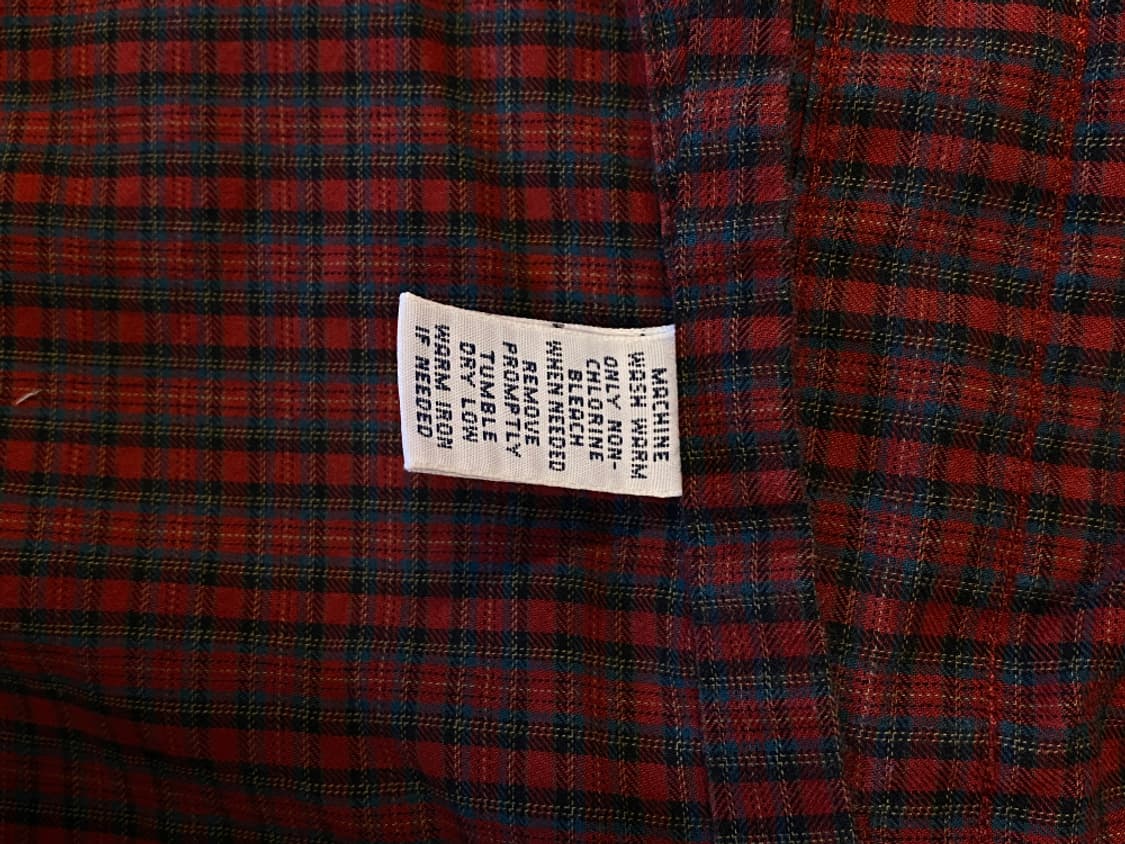 MACHINE
WASH WARM
ONLY NON-
CHLORINE
BLEACH
WHEN NEEDED
REMOVE
PROMPTLY
TUMBLE
DRY LOW
WARM IRON
IF NEEDED